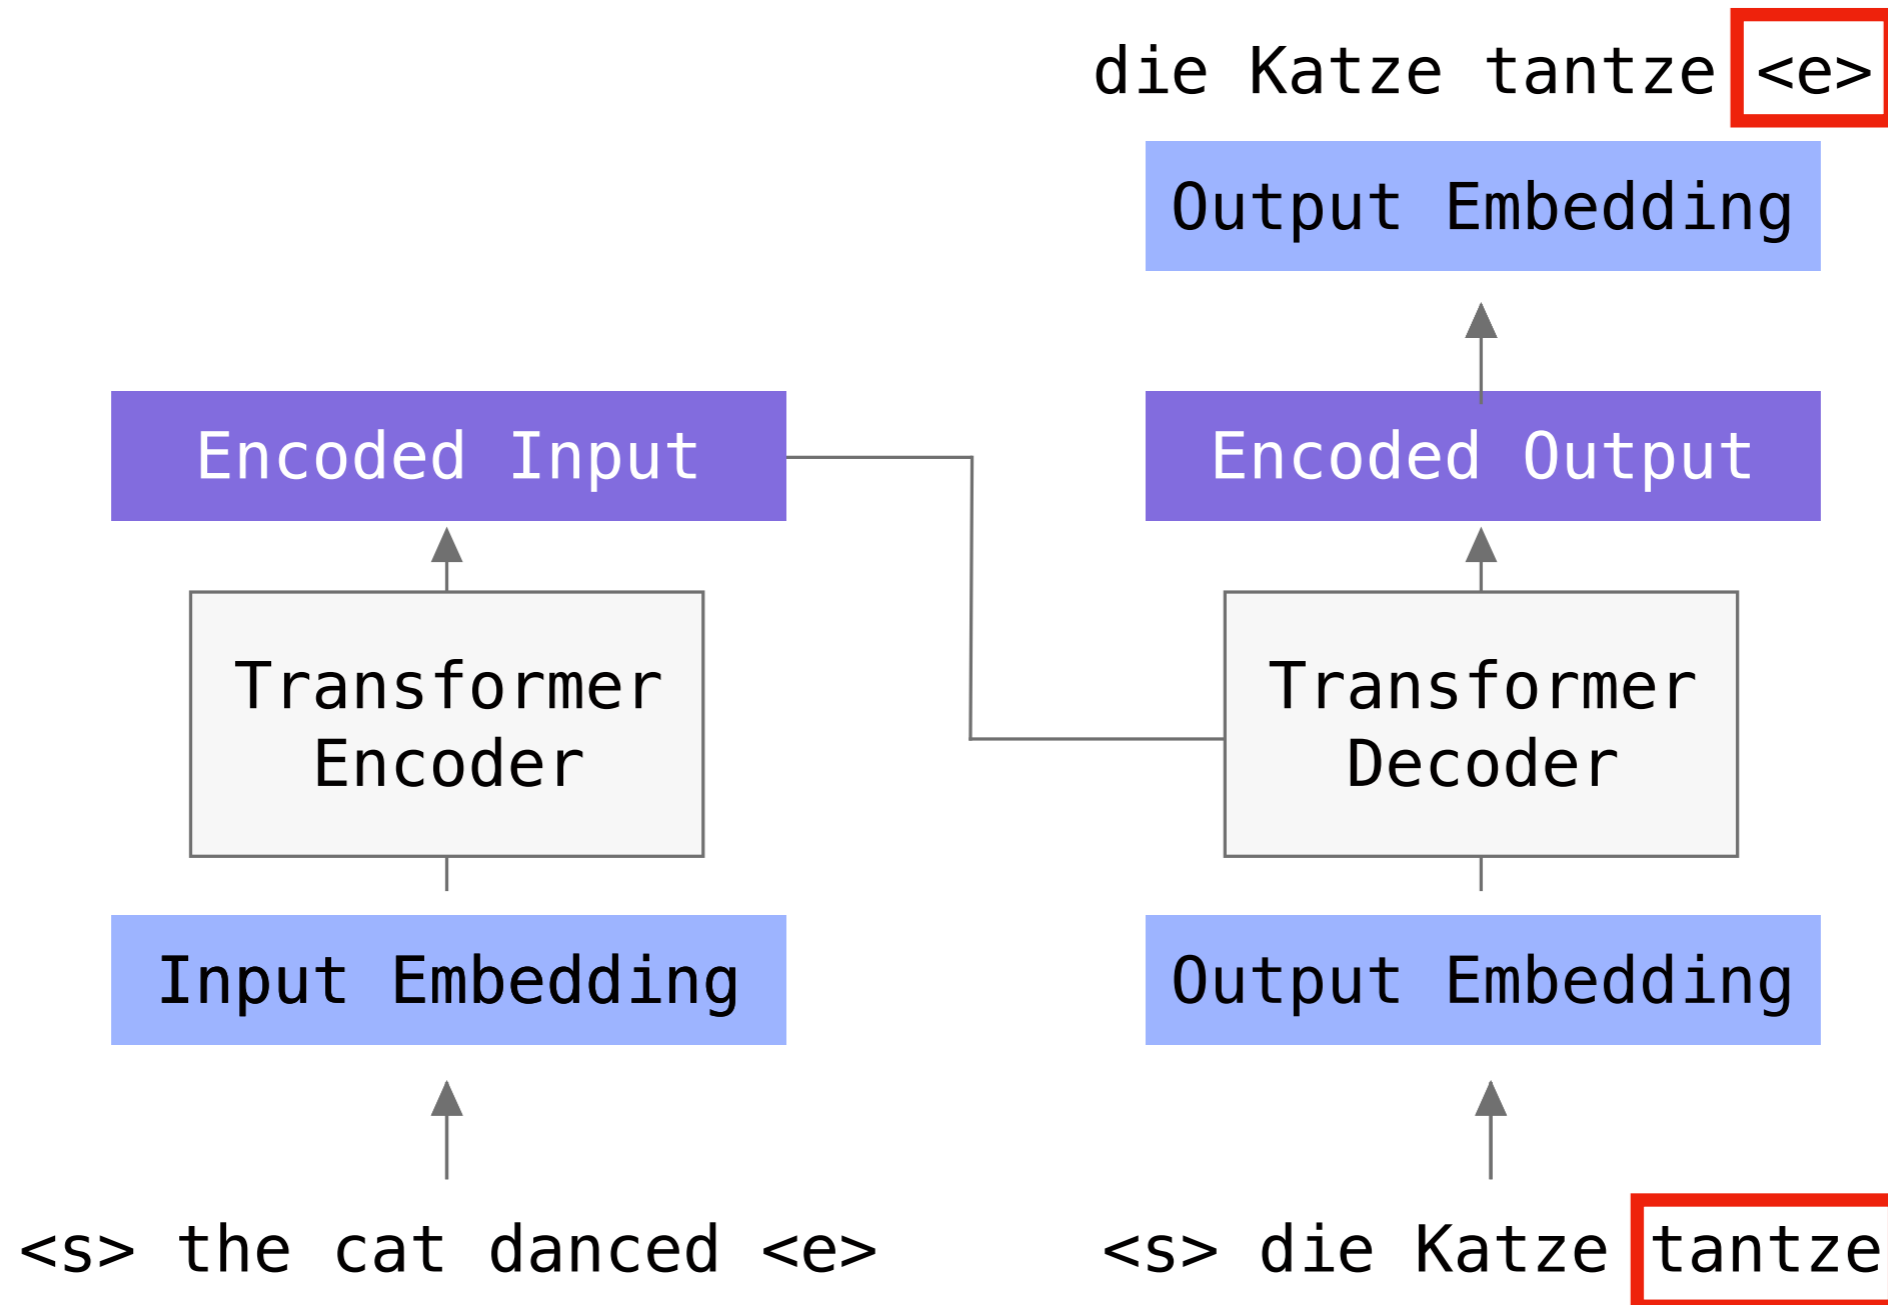 die Katze tantze <e>
Output Embedding
Encoded Input
Encoded Output
Transformer
Encoder
Transformer
Decoder
Input Embedding
Output Embedding
<s> the cat danced <e>
<s> die Katze tantze